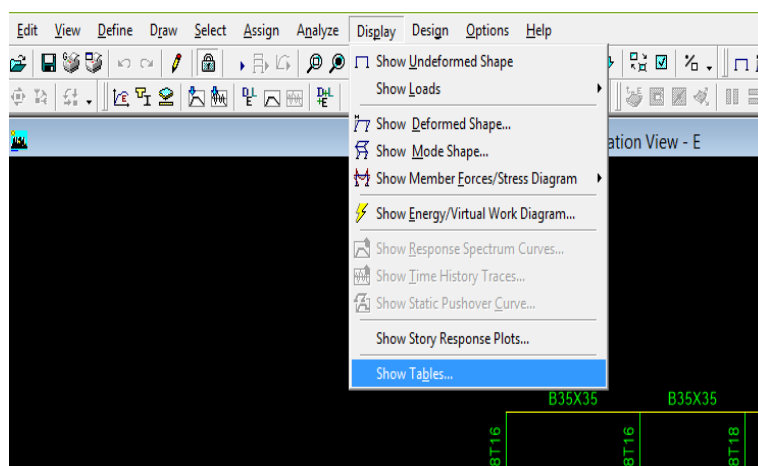 Edit View Define Draw Select Assign Analyze Display Design Options Help
Show Undeformed Shape
Show Loads
Show Deformed Shape...
Show Mode Shape...
Show Member Forces/Stress Diagram
Show Energy/Virtual Work Diagram...
Show Response Spectrum Curves...
Show Time History Traces...
Show Static Pushover Curve...
Show Story Response Plots...
Show Tables...
ation View - E
B35X35 B35X35
8T16 8T16 8T18